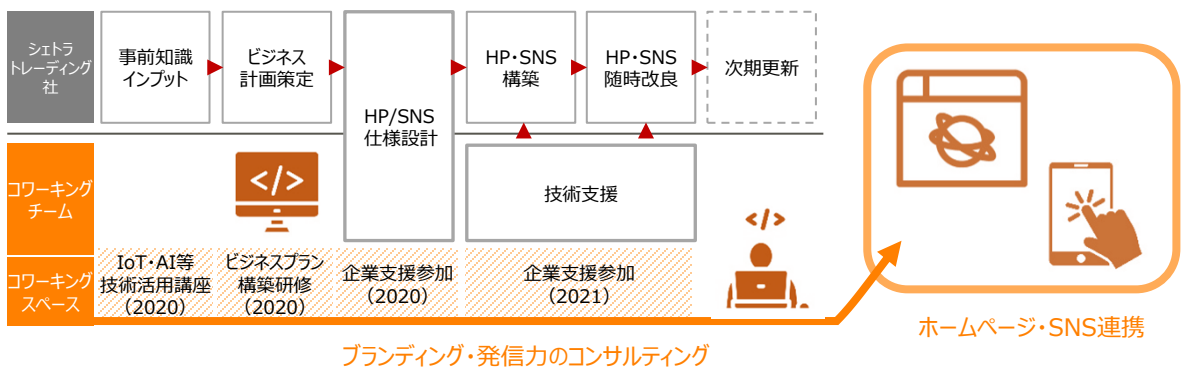 シェトラ
トレーディング
社
事前知識
インプット
ビジネス
計画策定
HP/SNS
仕様設計
HP・SNS
構築
HP・SNS
随時改良
次期更新
コワーキング
チーム
</>
技術支援
</>
コワーキング
スペース
IoT・AI等
技術活用講座
（2020）
ビジネスプラン
構築研修
（2020）
企業支援参加
（2020）
企業支援参加
（2021）
ホームページ・SNS連携
ブランディング・発信力のコンサルティング